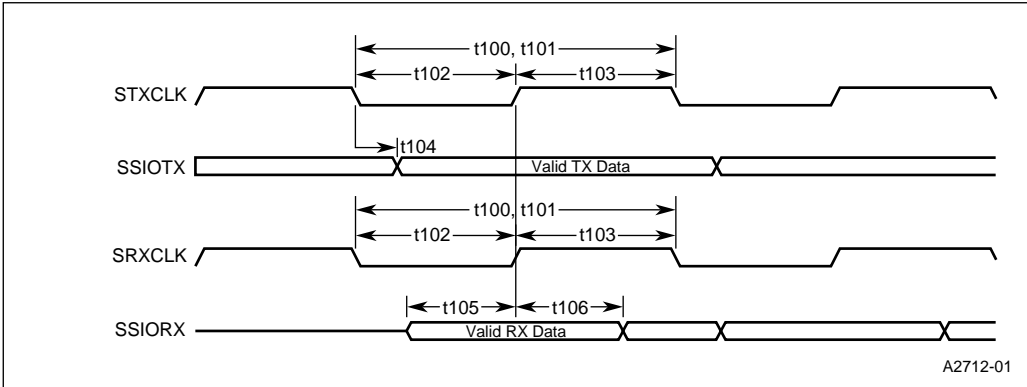 t100, t101
t102 t103
STXCLK
t104
SSIOTX Valid TX Data
t100, t101
t102 t103
SRXCLK
t105 t106
SSIORX Valid RX Data
A2712-01